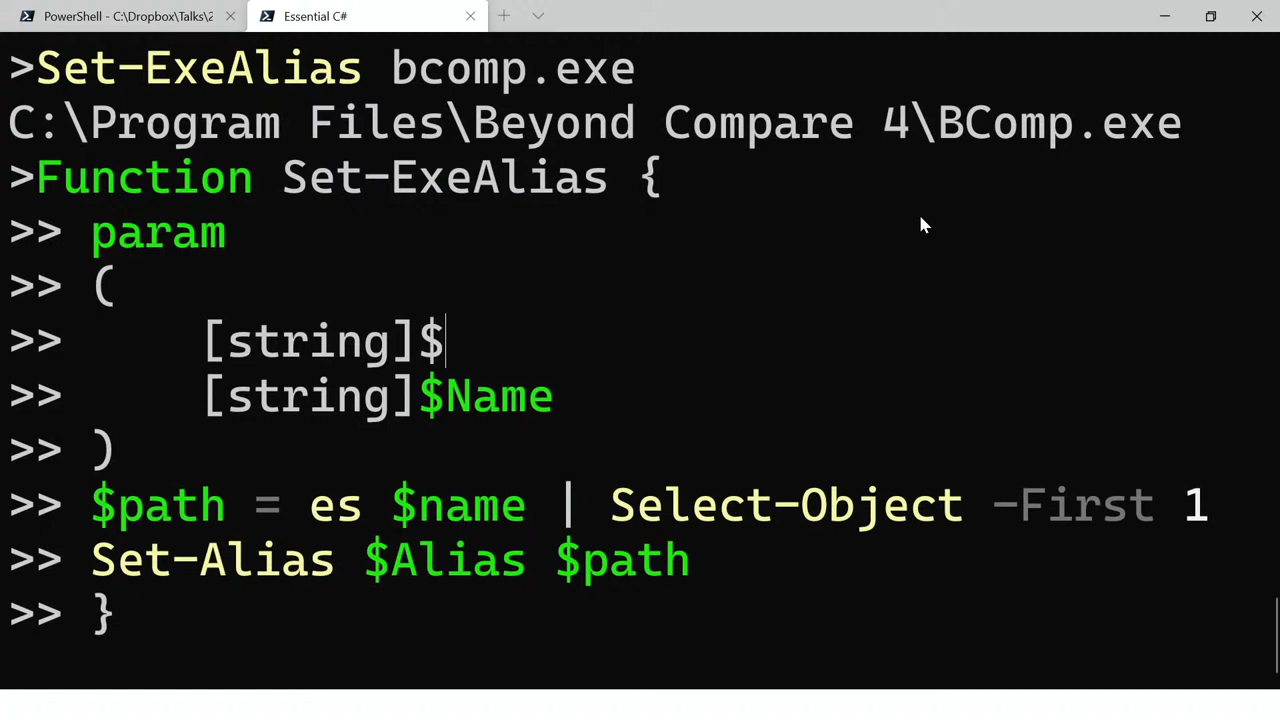 PowerShell - C:\Dropbox\Talks\2
Essential C#
>Set-ExeAlias bcomp.exe
C:\Program Files\Beyond Compare 4\BComp.exe
>Function Set-ExeAlias {
>> param
>> (
>>     [string]$
>>     [string]$Name
>> )
>> $path = es $name | Select-Object -First 1
>> Set-Alias $Alias $path
>> }